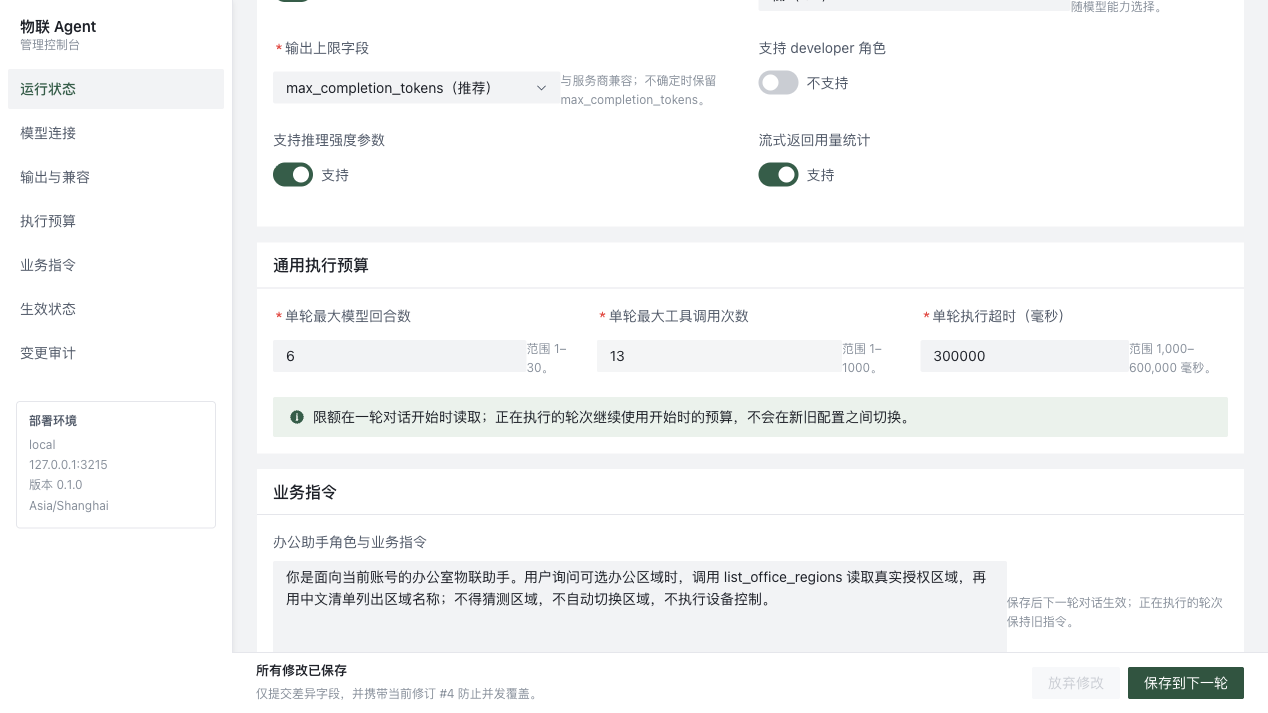 物联 Agent
管理控制台
运行状态
模型连接
输出与兼容
执行预算
业务指令
生效状态
变更审计
部署环境
local
127.0.0.1:3215
版本 0.1.0
Asia/Shanghai
随模型能力选择。
* 输出上限字段
max_completion_tokens（推荐）
与服务商兼容；不确定时保留
max_completion_tokens。
支持 developer 角色
不支持
支持推理强度参数
支持
流式返回用量统计
支持
通用执行预算
* 单轮最大模型回合数
6
范围 1–
30。
* 单轮最大工具调用次数
13
范围 1–
1000。
* 单轮执行超时（毫秒）
300000
范围 1,000–
600,000 毫秒。
限额在一轮对话开始时读取；正在执行的轮次继续使用开始时的预算，不会在新旧配置之间切换。
业务指令
办公助手角色与业务指令
你是面向当前账号的办公室物联助手。用户询问可选办公区域时，调用 list_office_regions 读取真实授权区域，再
用中文清单列出区域名称；不得猜测区域，不自动切换区域，不执行设备控制。
保存后下一轮对话生效；正在执行的轮次
保持旧指令。
所有修改已保存
仅提交差异字段，并携带当前修订 #4 防止并发覆盖。
放弃修改
保存到下一轮